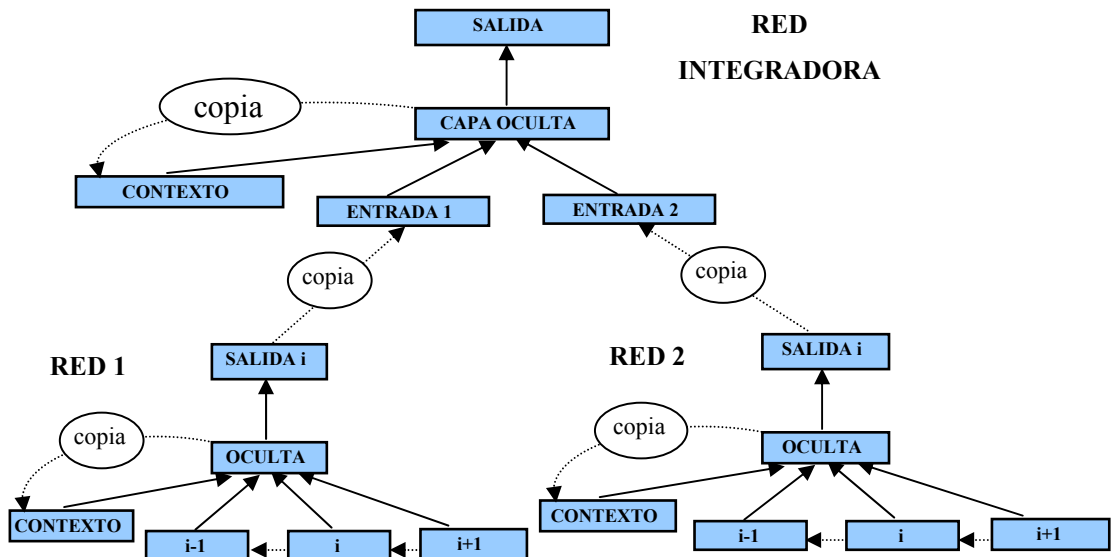 SALIDA
RED
INTEGRADORA
copia
CAPA OCULTA
CONTEXTO
ENTRADA 1
ENTRADA 2
copia
copia
RED 1
SALIDA i
RED 2
SALIDA i
copia
OCULTA
copia
OCULTA
CONTEXTO
i-1
i
i+1
CONTEXTO
i-1
i
i+1